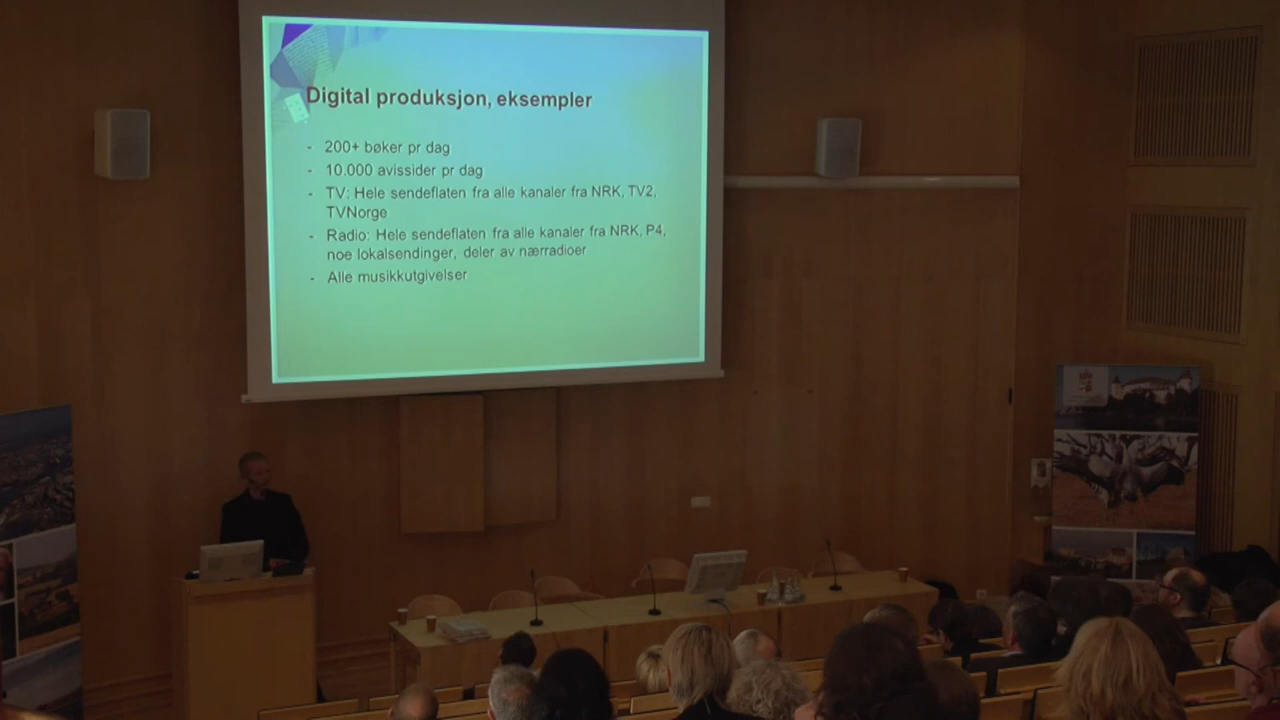 Digital produksjon, eksempler
- 200+ bøker pr dag
- 10.000 avissider pr dag
- TV: Hele sendeflaten fra alle kanaler fra NRK, TV2,
TVNorge
- Radio: Hele sendeflaten fra alle kanaler fra NRK, P4,
noe lokalsendinger, deler av nærradioer
- Alle musikkutgivelser